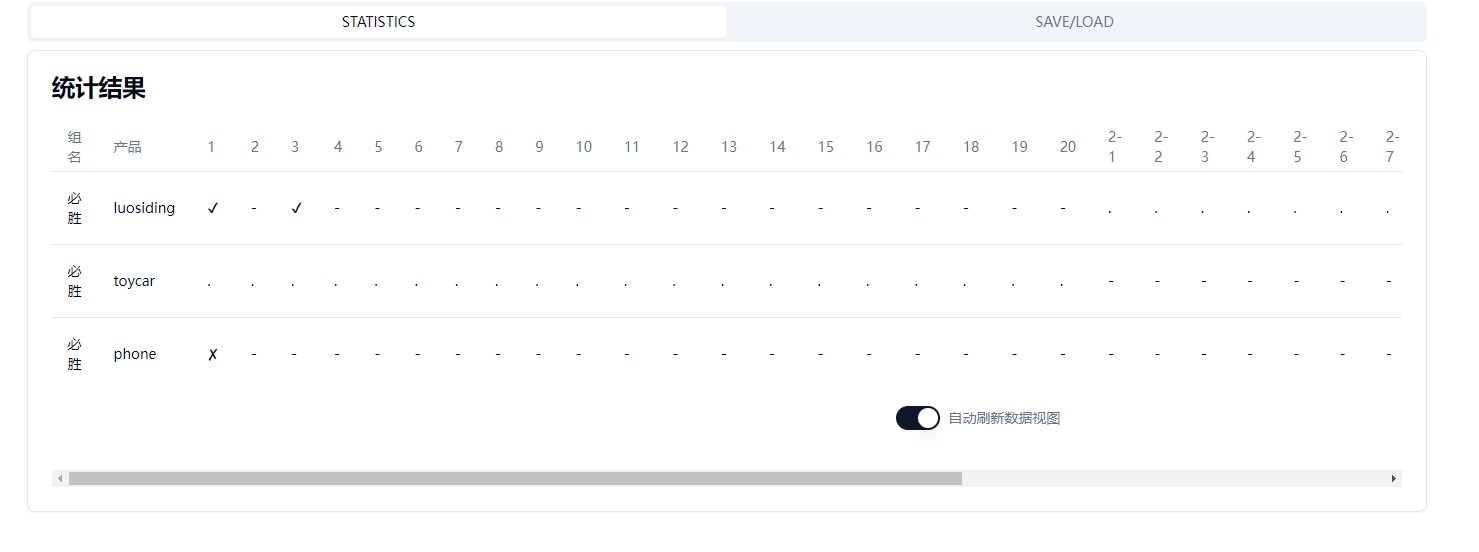 STATISTICS SAVE/LOAD
统计结果
组名 产品 1 2 3 4 5 6 7 8 9 10 11 12 13 14 15 16 17 18 19 20 2-1 2-2 2-3 2-4 2-5 2-6 2-7
必胜 luosiding ✓ - ✓ - - - - - - - - - - - - - - - - - . . . . . . .
必胜 toycar . . . . . . . . . . . . . . . . . . . . - - - - - - -
必胜 phone ✗ - - - - - - - - - - - - - - - - - - - - - - - - - -
自动刷新数据视图